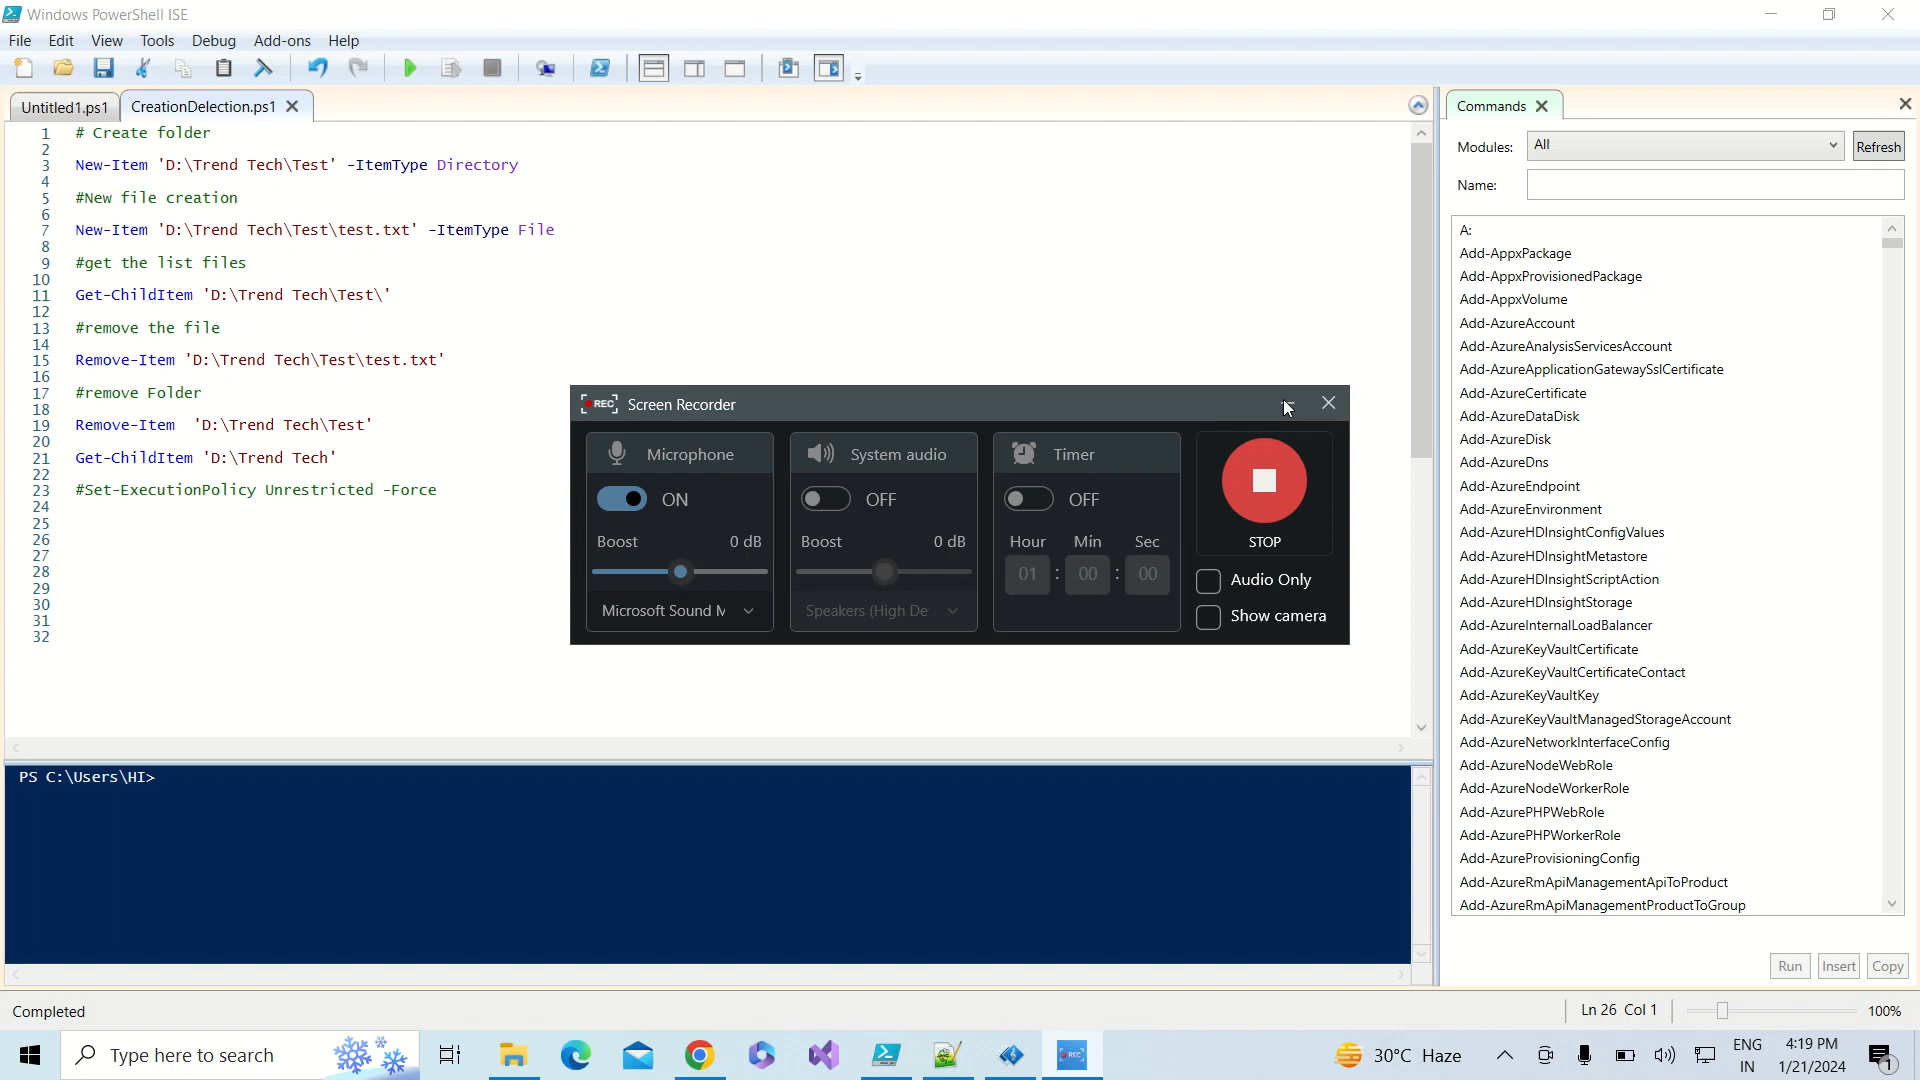 Windows PowerShell ISE
File Edit View Tools Debug Add-ons Help
Untitled1.ps1 CreationDelection.ps1
1 # Create folder
2
3 New-Item 'D:\Trend Tech\Test' -ItemType Directory
4
5 #New file creation
6
7 New-Item 'D:\Trend Tech\Test\test.txt' -ItemType File
8
9 #get the list files
10
11 Get-ChildItem 'D:\Trend Tech\Test\'
12
13 #remove the file
14
15 Remove-Item 'D:\Trend Tech\Test\test.txt'
16
17 #remove Folder
18
19 Remove-Item  'D:\Trend Tech\Test'
20
21 Get-ChildItem 'D:\Trend Tech'
22
23 #Set-ExecutionPolicy Unrestricted -Force
24
25
26
27
28
29
30
31
32
REC Screen Recorder
Microphone
ON
Boost 0 dB
Microsoft Sound M
System audio
OFF
Boost 0 dB
Speakers (High De
Timer
OFF
Hour Min Sec
01 : 00 : 00
STOP
Audio Only
Show camera
PS C:\Users\HI>
Commands
Modules: All Refresh
Name:
A:
Add-AppxPackage
Add-AppxProvisionedPackage
Add-AppxVolume
Add-AzureAccount
Add-AzureAnalysisServicesAccount
Add-AzureApplicationGatewaySslCertificate
Add-AzureCertificate
Add-AzureDataDisk
Add-AzureDisk
Add-AzureDns
Add-AzureEndpoint
Add-AzureEnvironment
Add-AzureHDInsightConfigValues
Add-AzureHDInsightMetastore
Add-AzureHDInsightScriptAction
Add-AzureHDInsightStorage
Add-AzureInternalLoadBalancer
Add-AzureKeyVaultCertificate
Add-AzureKeyVaultCertificateContact
Add-AzureKeyVaultKey
Add-AzureKeyVaultManagedStorageAccount
Add-AzureNetworkInterfaceConfig
Add-AzureNodeWebRole
Add-AzureNodeWorkerRole
Add-AzurePHPWebRole
Add-AzurePHPWorkerRole
Add-AzureProvisioningConfig
Add-AzureRmApiManagementApiToProduct
Add-AzureRmApiManagementProductToGroup
Run Insert Copy
Completed Ln 26 Col 1 100%
Type here to search
REC
30°C Haze
ENG
IN
4:19 PM
1/21/2024
1